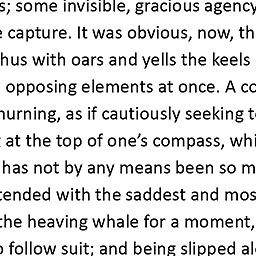 s; some invisible, gracious agency
capture. It was obvious, now, th
hus with oars and yells the keels
opposing elements at once. A co
hurning, as if cautiously seeking t
at the top of one’s compass, whi
has not by any means been so m
tended with the saddest and mos
the heaving whale for a moment,
follow suit; and being slipped al